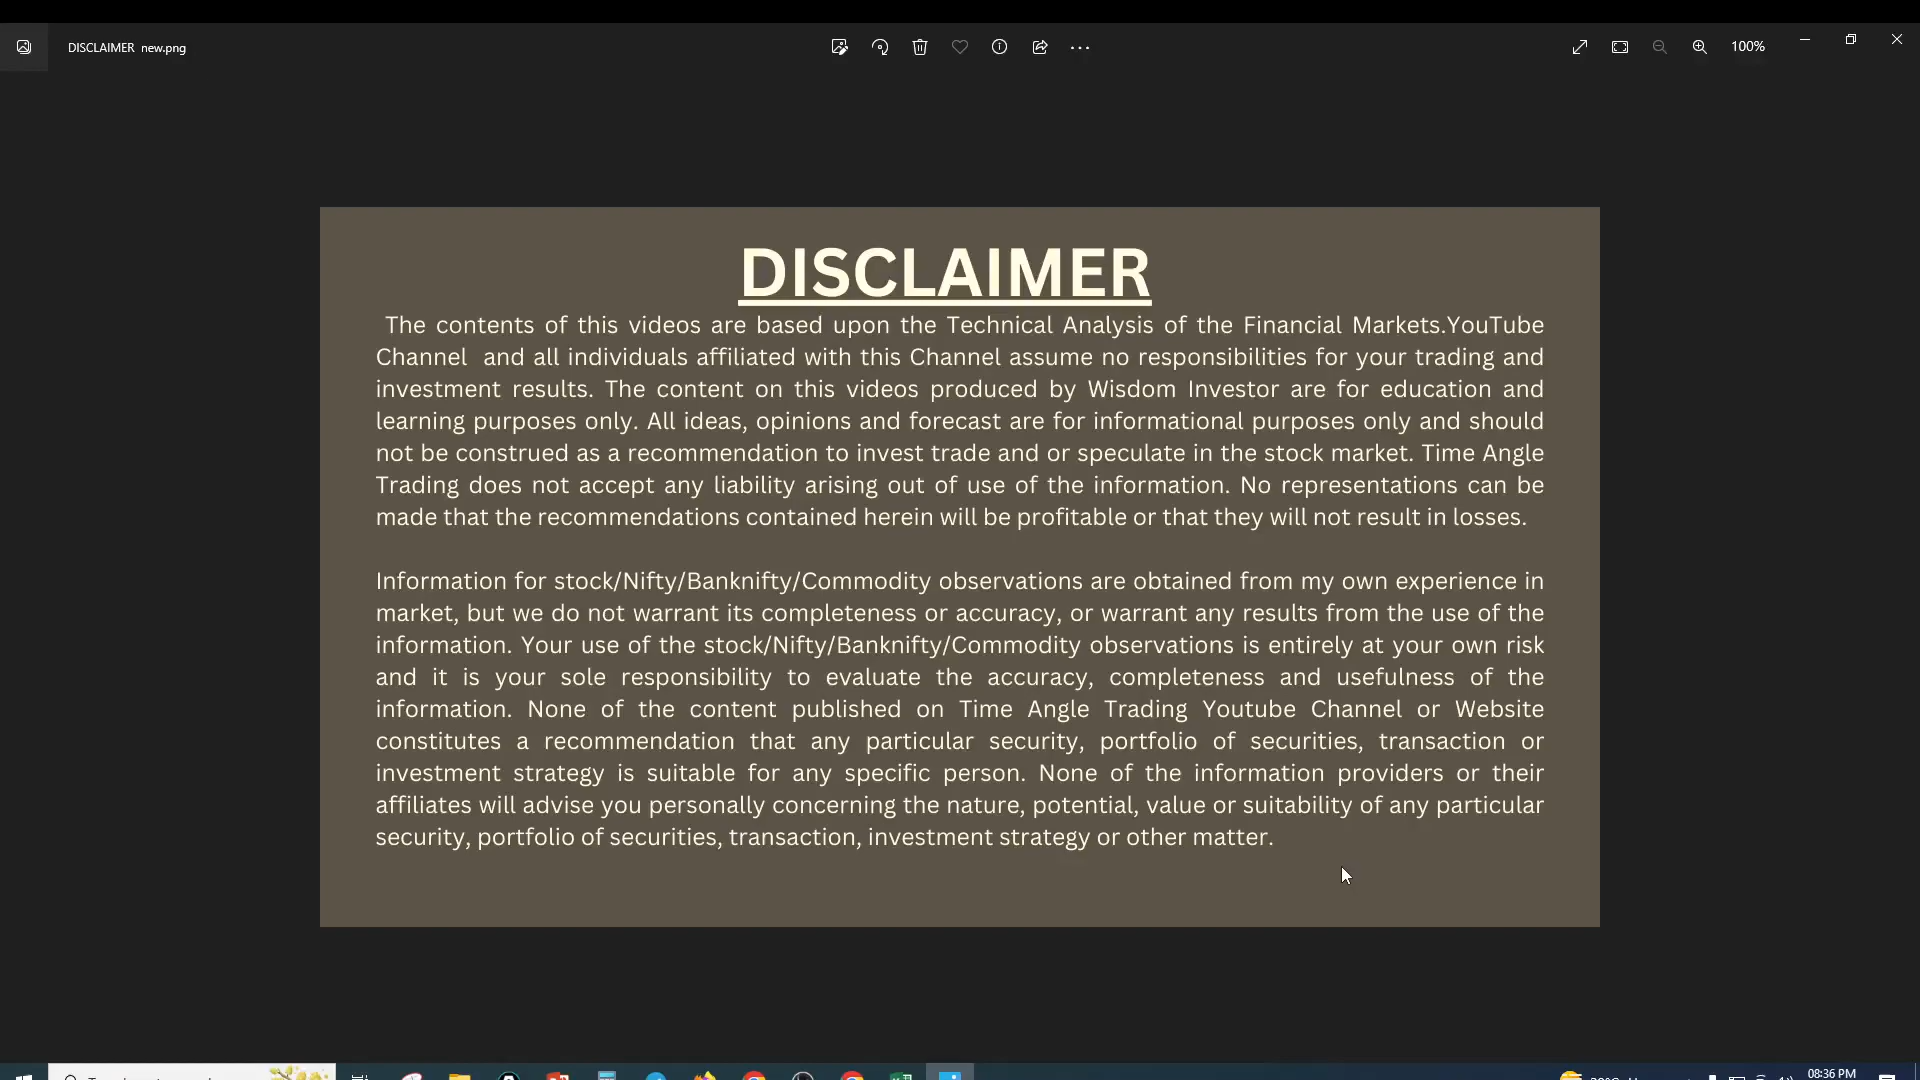 DISCLAIMER new.png
100%
DISCLAIMER
The contents of this videos are based upon the Technical Analysis of the Financial Markets.YouTube
Channel and all individuals affiliated with this Channel assume no responsibilities for your trading and
investment results. The content on this videos produced by Wisdom Investor are for education and
learning purposes only. All ideas, opinions and forecast are for informational purposes only and should
not be construed as a recommendation to invest trade and or speculate in the stock market. Time Angle
Trading does not accept any liability arising out of use of the information. No representations can be
made that the recommendations contained herein will be profitable or that they will not result in losses.
Information for stock/Nifty/Banknifty/Commodity observations are obtained from my own experience in
market, but we do not warrant its completeness or accuracy, or warrant any results from the use of the
information. Your use of the stock/Nifty/Banknifty/Commodity observations is entirely at your own risk
and it is your sole responsibility to evaluate the accuracy, completeness and usefulness of the
information. None of the content published on Time Angle Trading Youtube Channel or Website
constitutes a recommendation that any particular security, portfolio of securities, transaction or
investment strategy is suitable for any specific person. None of the information providers or their
affiliates will advise you personally concerning the nature, potential, value or suitability of any particular
security, portfolio of securities, transaction, investment strategy or other matter.
08:36 PM